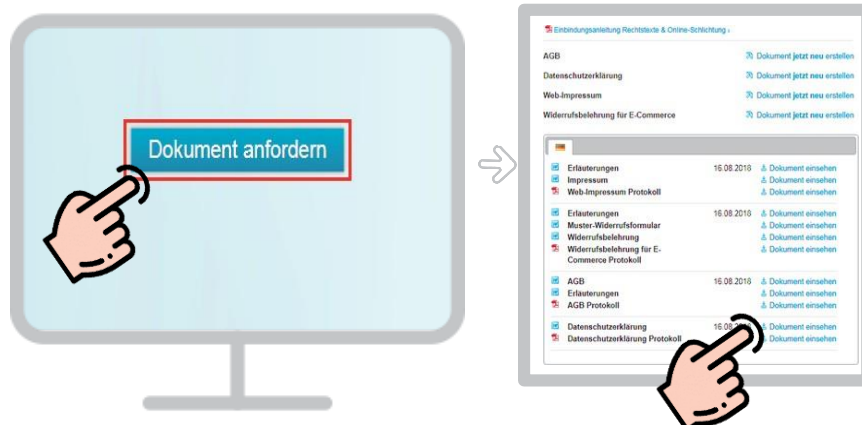 Dokument anfordern
Einbindungsanleitung Rechtstexte & Online-Schlichtung
AGB Dokument jetzt neu erstellen
Datenschutzerklärung Dokument jetzt neu erstellen
Web-Impressum Dokument jetzt neu erstellen
Widerrufsbelehrung für E-Commerce Dokument jetzt neu erstellen
Erläuterungen 16.08.2018 Dokument einsehen
Impressum Dokument einsehen
Web-Impressum Protokoll Dokument einsehen
Erläuterungen 16.08.2018 Dokument einsehen
Muster-Widerrufsformular Dokument einsehen
Widerrufsbelehrung Dokument einsehen
Widerrufsbelehrung für E- Dokument einsehen
Commerce Protokoll
AGB 16.08.2018 Dokument einsehen
Erläuterungen Dokument einsehen
AGB Protokoll Dokument einsehen
Datenschutzerklärung Dokument einsehen
Datenschutzerklärung Protokoll Dokument einsehen